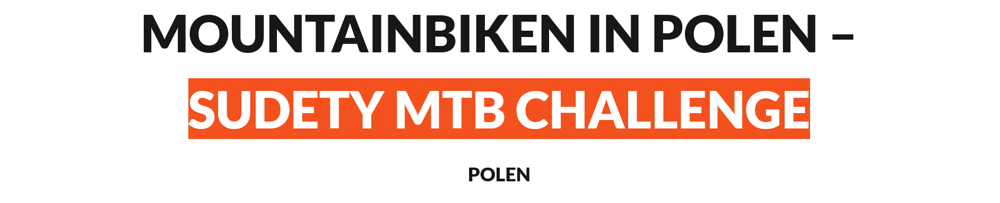 MOUNTAINBIKEN IN POLEN –
SUDETY MTB CHALLENGE
POLEN